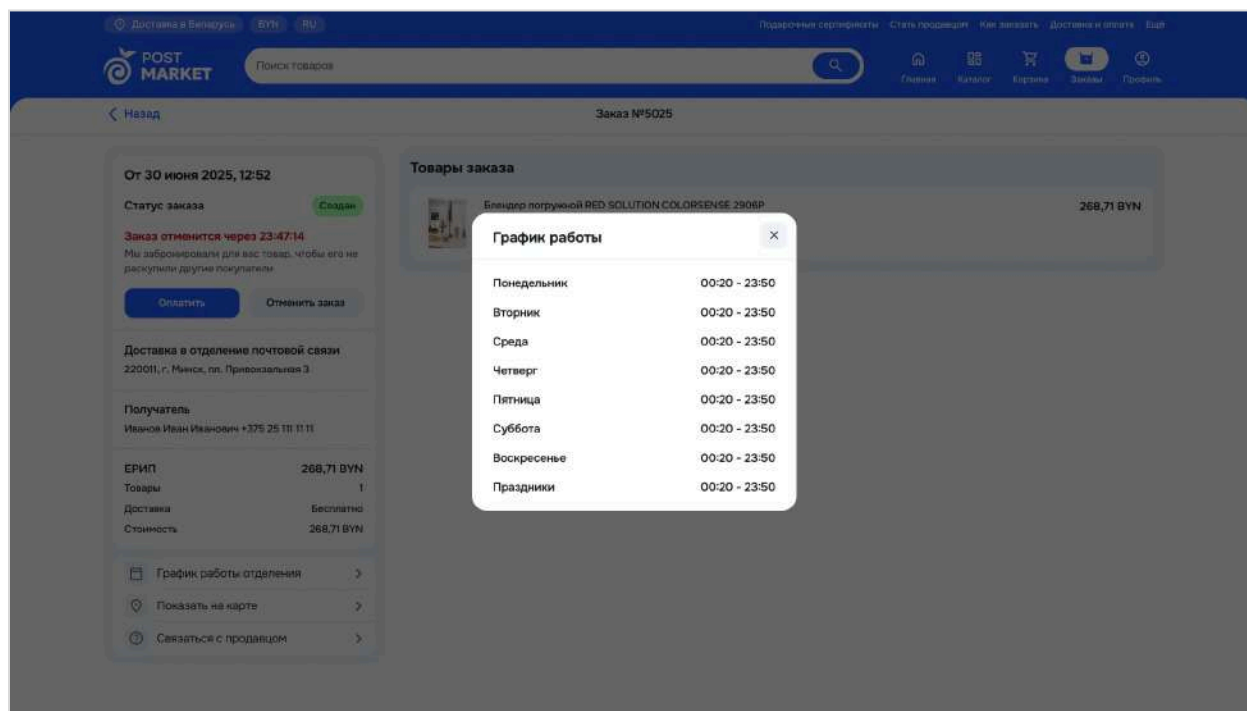 Доставка в Беларусь BYN RU
Подарочные сертификаты Стать продавцом Как заказать Доставка и оплата Ещё
POST MARKET
Поиск товаров
Главная Каталог Корзина Заказы Профиль
Назад
Заказ №5025
От 30 июня 2025, 12:52
Статус заказа Создан
Заказ отменится через 23:47:14
Мы забронировали для вас товар, чтобы его не
раскупили другие покупатели
Оплатить Отменить заказ
Доставка в отделение почтовой связи
220011, г. Минск, пл. Привокзальная 3
Получатель
Иванов Иван Иванович +375 25 111 11 11
ЕРИП 268,71 BYN
Товары 1
Доставка Бесплатно
Стоимость 268,71 BYN
График работы отделения
Показать на карте
Связаться с продавцом
Товары заказа
Блендер погружной RED SOLUTION COLORSENSE 2906P 268,71 BYN
График работы
Понедельник 00:20 - 23:50
Вторник 00:20 - 23:50
Среда 00:20 - 23:50
Четверг 00:20 - 23:50
Пятница 00:20 - 23:50
Суббота 00:20 - 23:50
Воскресенье 00:20 - 23:50
Праздники 00:20 - 23:50